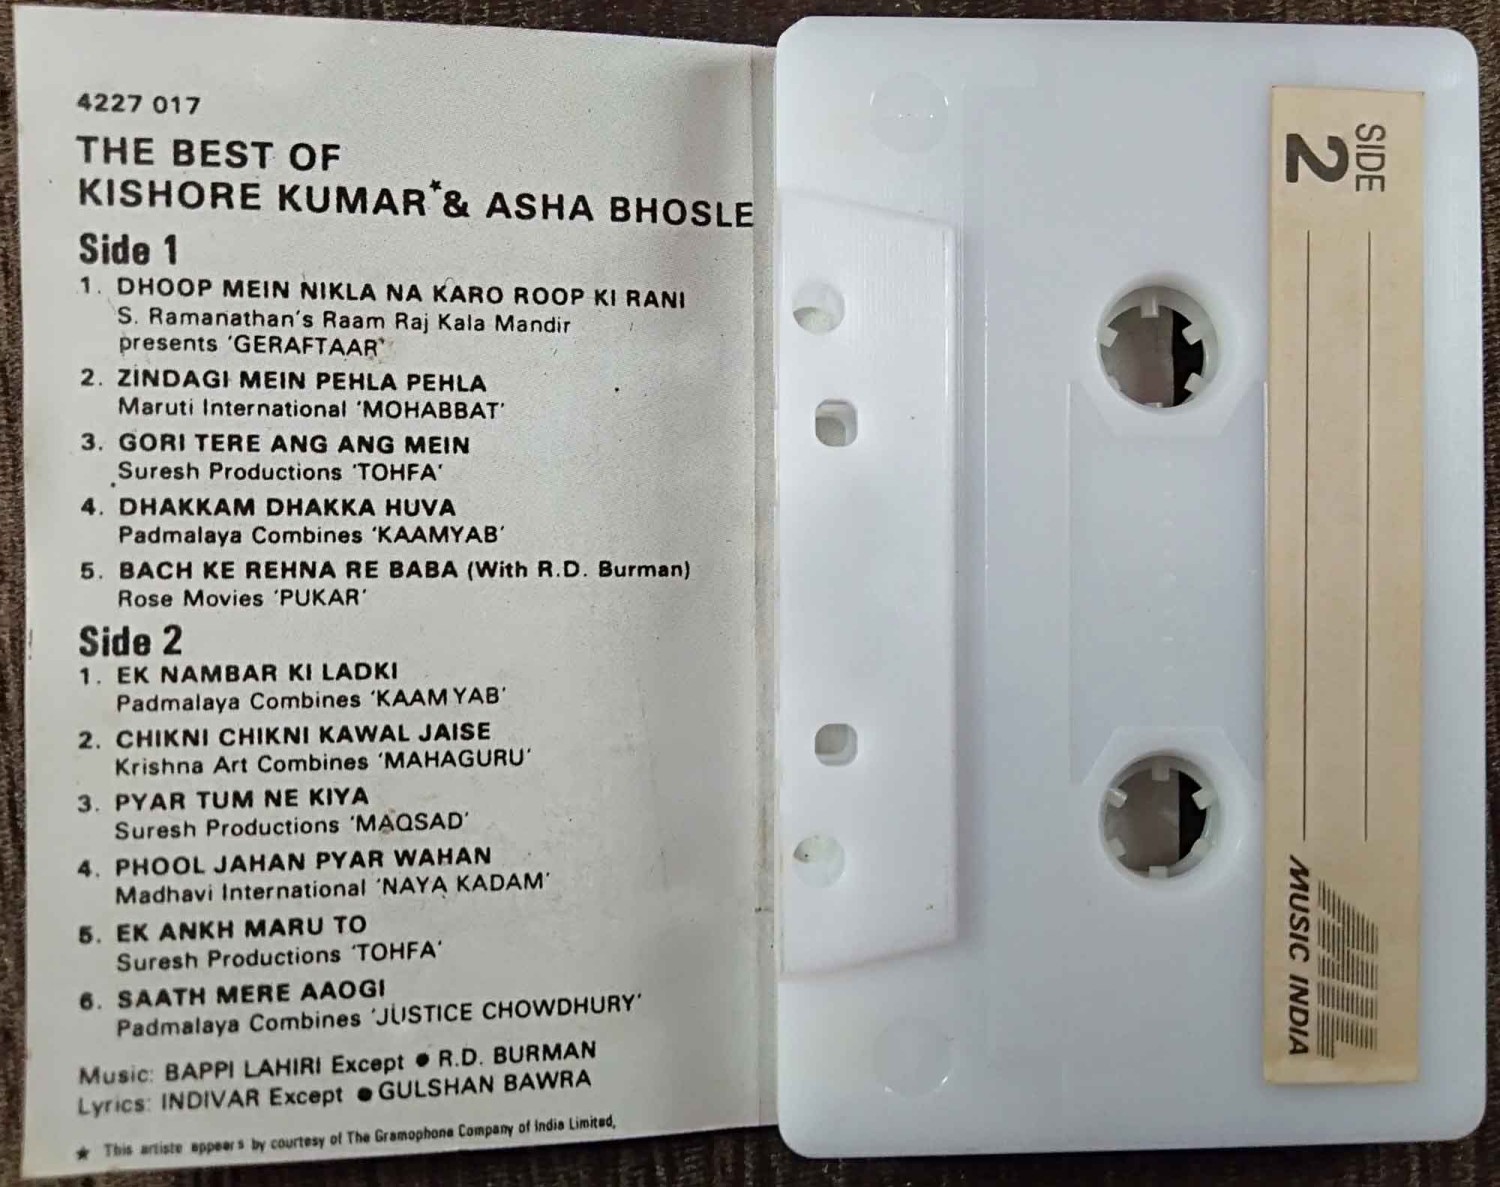 4227 017
THE BEST OF
KISHORE KUMAR*& ASHA BHOSLE
Side 1
1. DHOOP MEIN NIKLA NA KARO ROOP KI RANI
S. Ramanathan's Raam Raj Kala Mandir
presents 'GERAFTAAR'
2. ZINDAGI MEIN PEHLA PEHLA
Maruti International 'MOHABBAT'
3. GORI TERE ANG ANG MEIN
Suresh Productions 'TOHFA'
4. DHAKKAM DHAKKA HUVA
Padmalaya Combines 'KAAMYAB'
5. BACH KE REHNA RE BABA (With R.D. Burman)
Rose Movies 'PUKAR'
Side 2
1. EK NAMBAR KI LADKI
Padmalaya Combines 'KAAMYAB'
2. CHIKNI CHIKNI KAWAL JAISE
Krishna Art Combines 'MAHAGURU'
3. PYAR TUM NE KIYA
Suresh Productions 'MAQSAD'
4. PHOOL JAHAN PYAR WAHAN
Madhavi International 'NAYA KADAM'
5. EK ANKH MARU TO
Suresh Productions 'TOHFA'
6. SAATH MERE AAOGI
Padmalaya Combines 'JUSTICE CHOWDHURY'
Music: BAPPI LAHIRI Except ● R.D. BURMAN
Lyrics: INDIVAR Except ● GULSHAN BAWRA
★ This artiste appears by courtesy of The Gramophone Company of India Limited,
SIDE
2
MIL
MUSIC INDIA